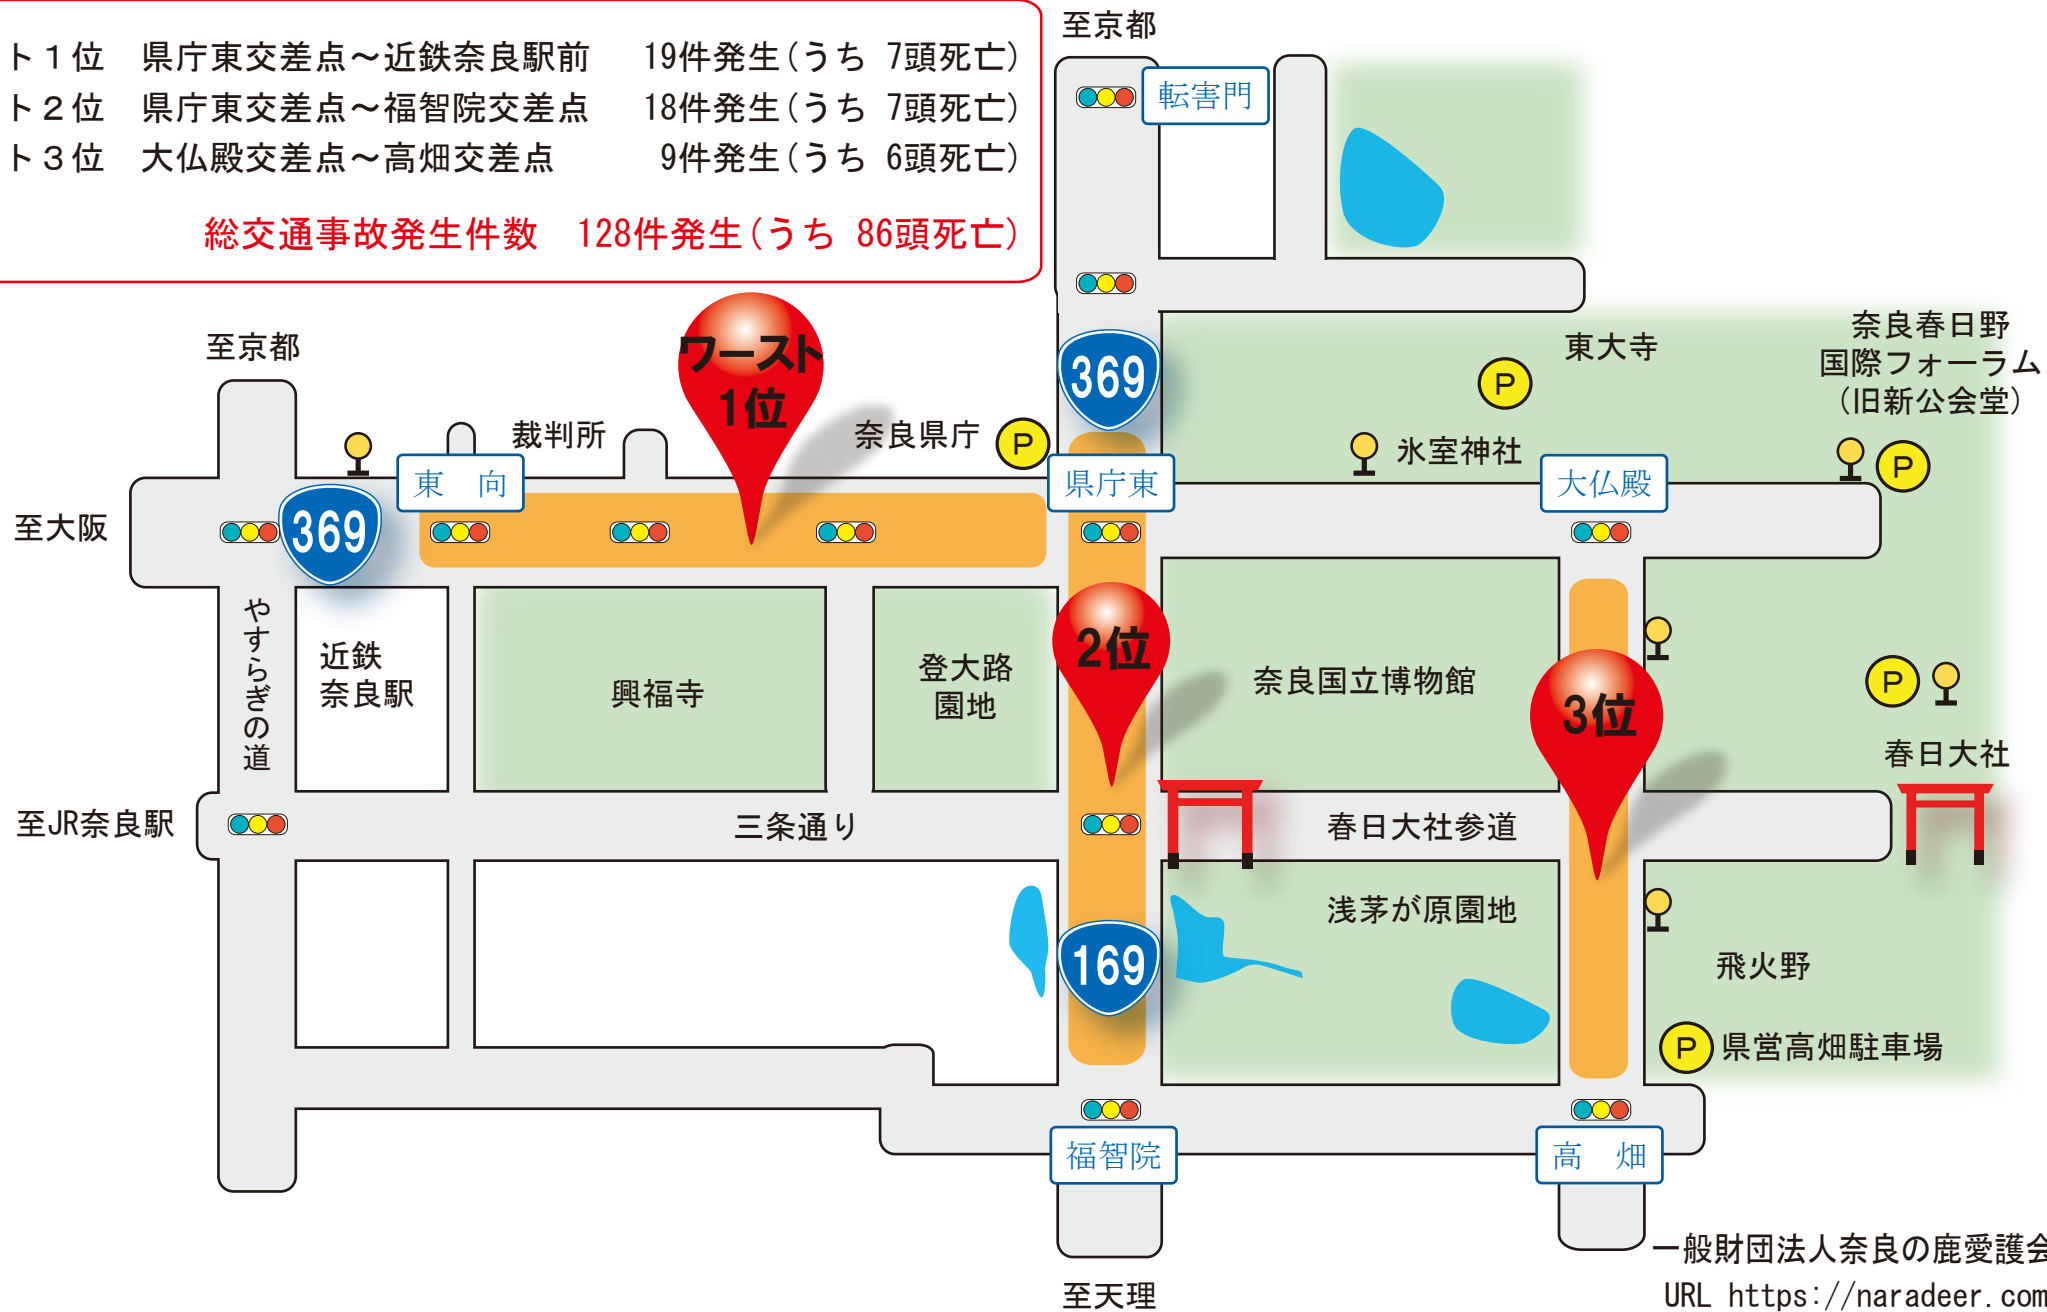 ト１位　県庁東交差点～近鉄奈良駅前　19件発生(うち 7頭死亡)
ト２位　県庁東交差点～福智院交差点　18件発生(うち 7頭死亡)
ト３位　大仏殿交差点～高畑交差点　9件発生(うち 6頭死亡)
総交通事故発生件数　128件発生(うち 86頭死亡)
至京都
転害門
至京都
ワースト
1位
369
東大寺
P
奈良春日野
国際フォーラム
(旧新公会堂)
裁判所
奈良県庁
P
氷室神社
P
東　向
県庁東
大仏殿
至大阪
369
やすらぎの道
近鉄
奈良駅
興福寺
登大路
園地
2位
奈良国立博物館
3位
P
春日大社
至JR奈良駅
三条通り
春日大社参道
浅茅が原園地
169
飛火野
P
県営高畑駐車場
福智院
高　畑
至天理
一般財団法人奈良の鹿愛護会
URL https://naradeer.com